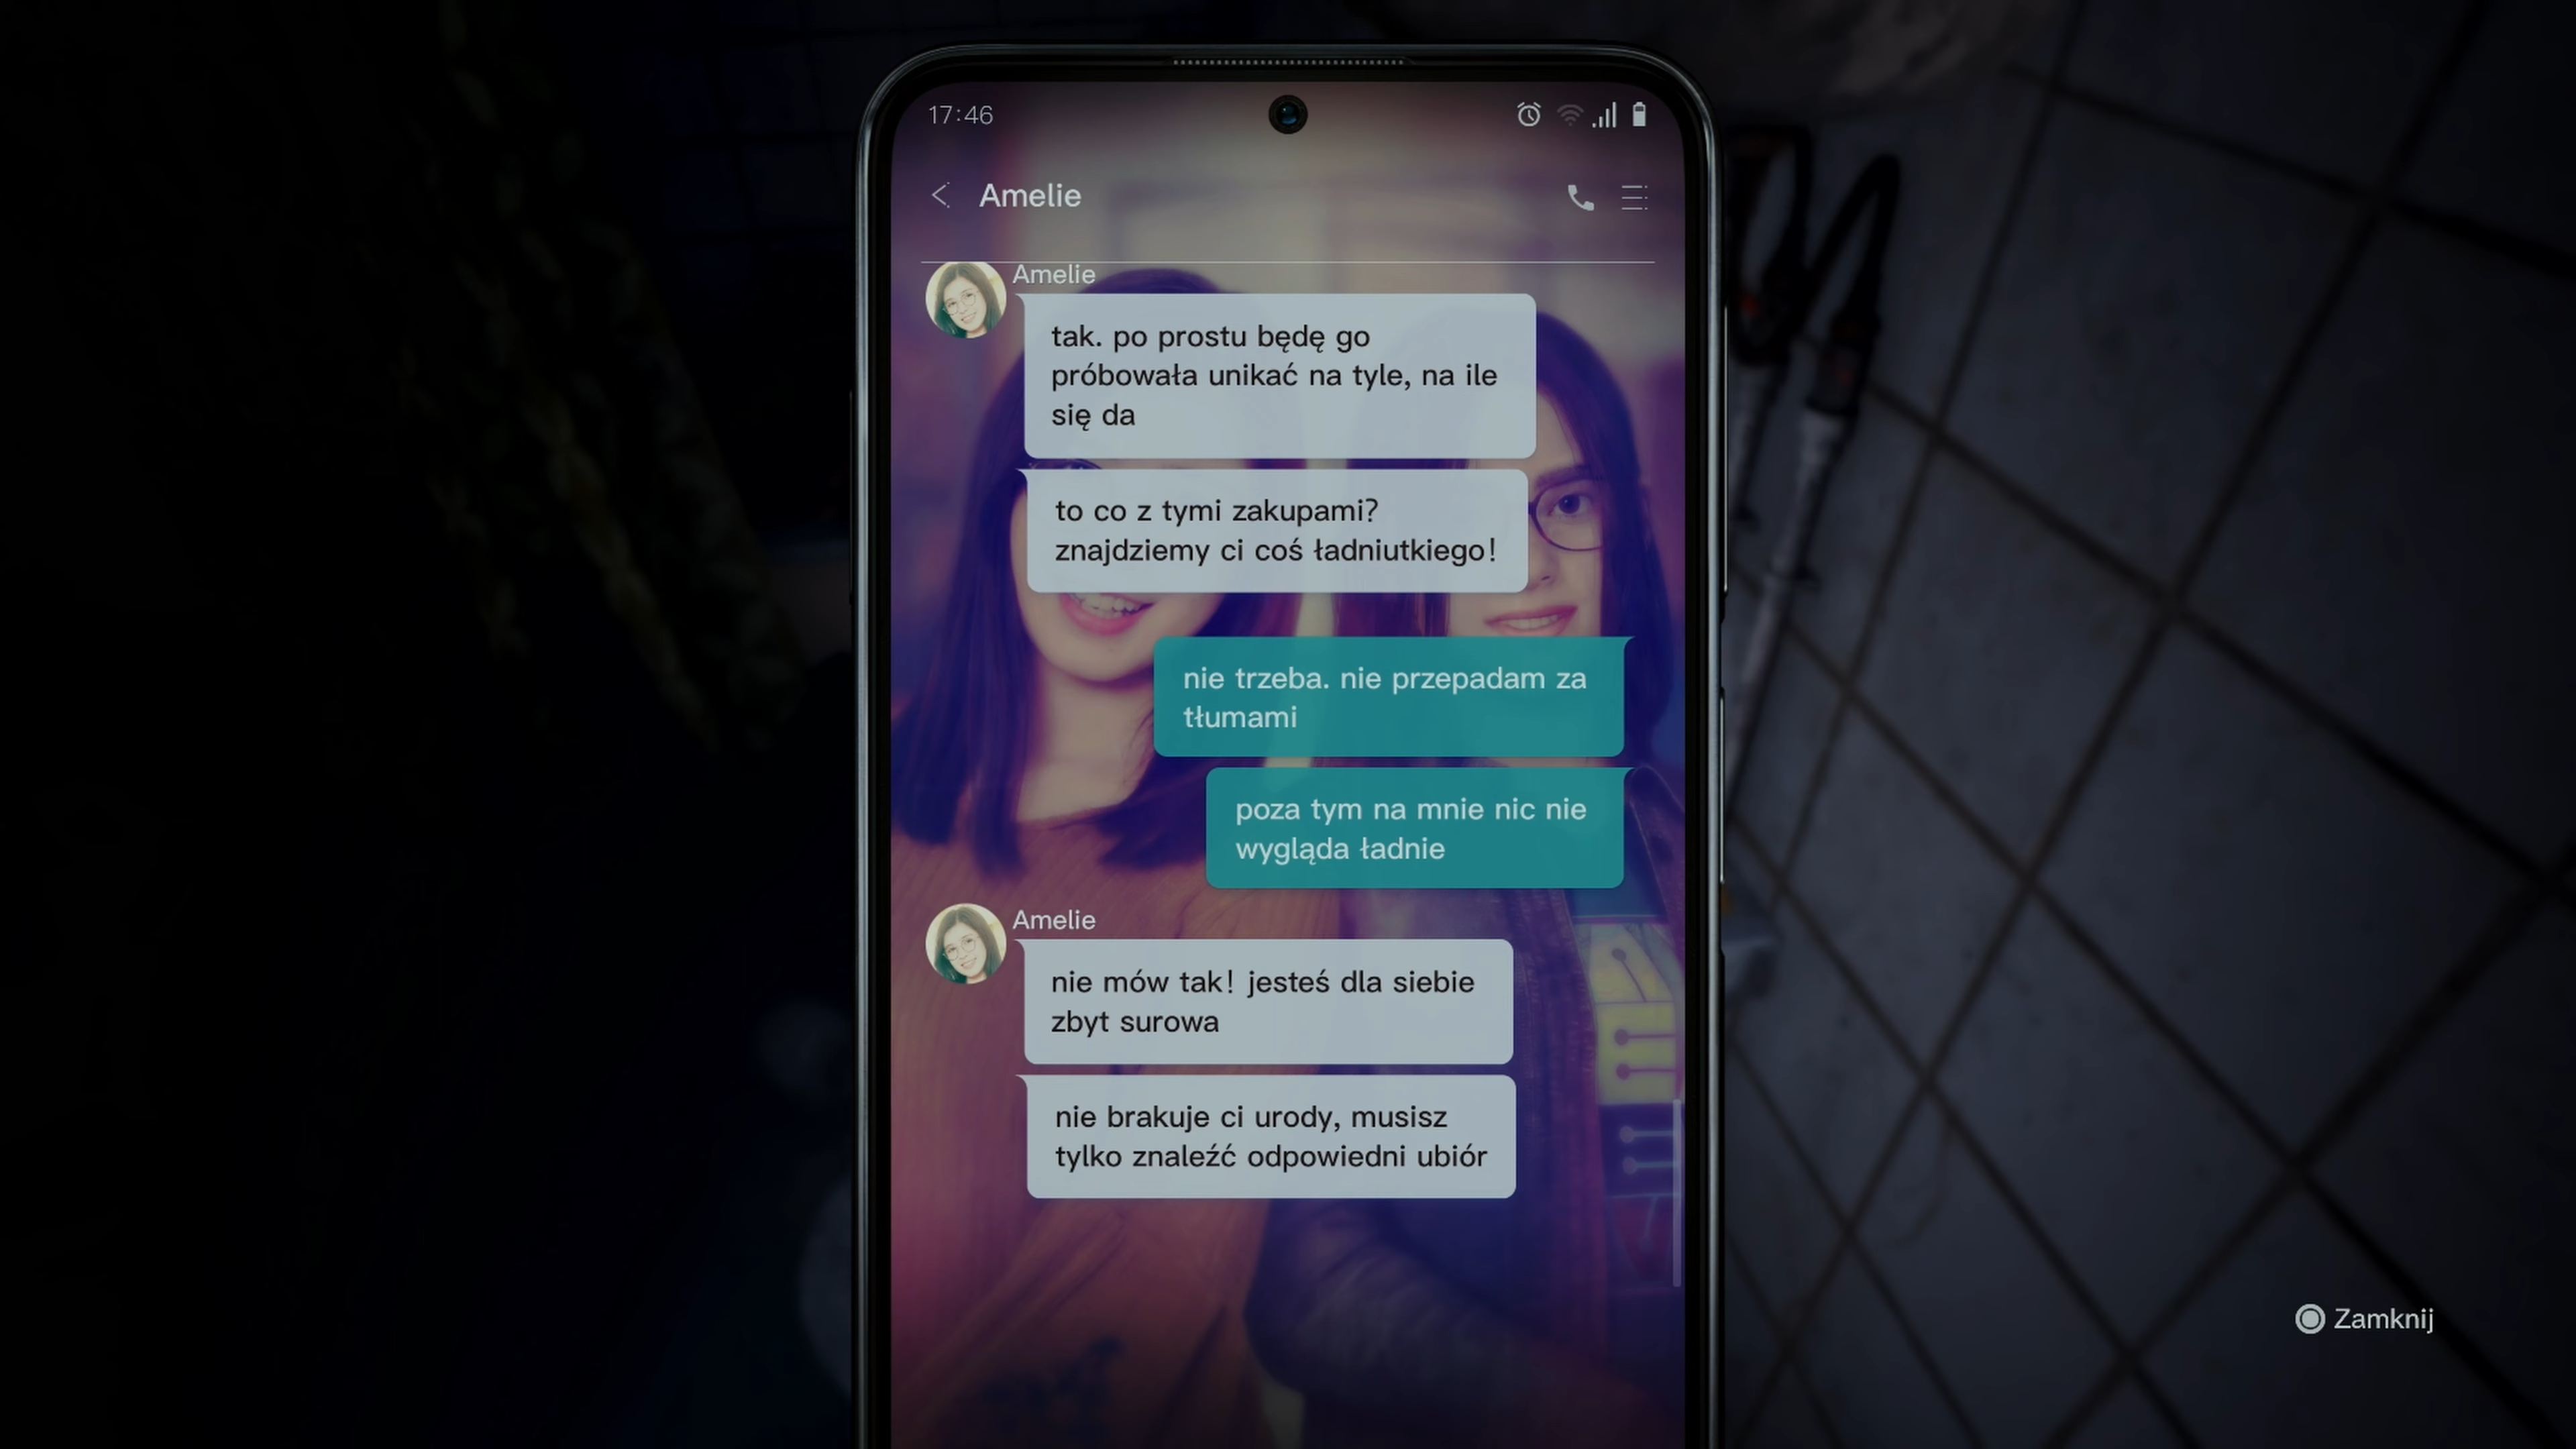 17:46
Amelie
Amelie
tak. po prostu będę go
próbowała unikać na tyle, na ile
się da
to co z tymi zakupami?
znajdziemy ci coś ładniutkiego!
nie trzeba. nie przepadam za
tłumami
poza tym na mnie nic nie
wygląda ładnie
Amelie
nie mów tak! jesteś dla siebie
zbyt surowa
nie brakuje ci urody, musisz
tylko znaleźć odpowiedni ubiór
Zamknij